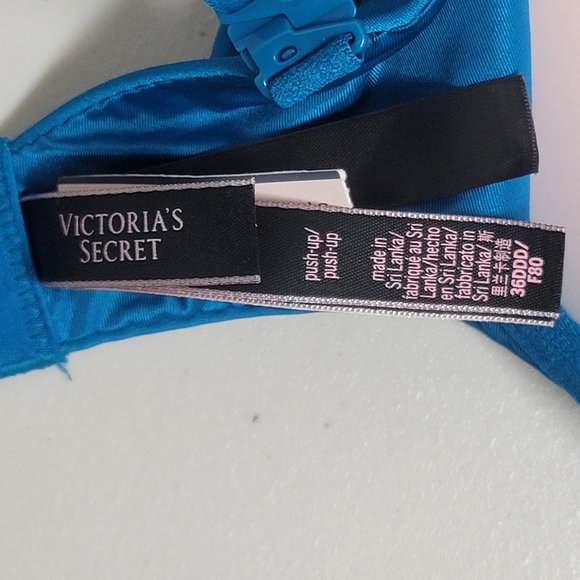 VICTORIA'S
SECRET
push-up/
push-up
made in
Sri Lanka/
fabriqué au Sri
Lanka/hecho
en Sri Lanka/
fabricato in
Sri Lanka/ 斯
里兰卡制造
36DDD/
F80